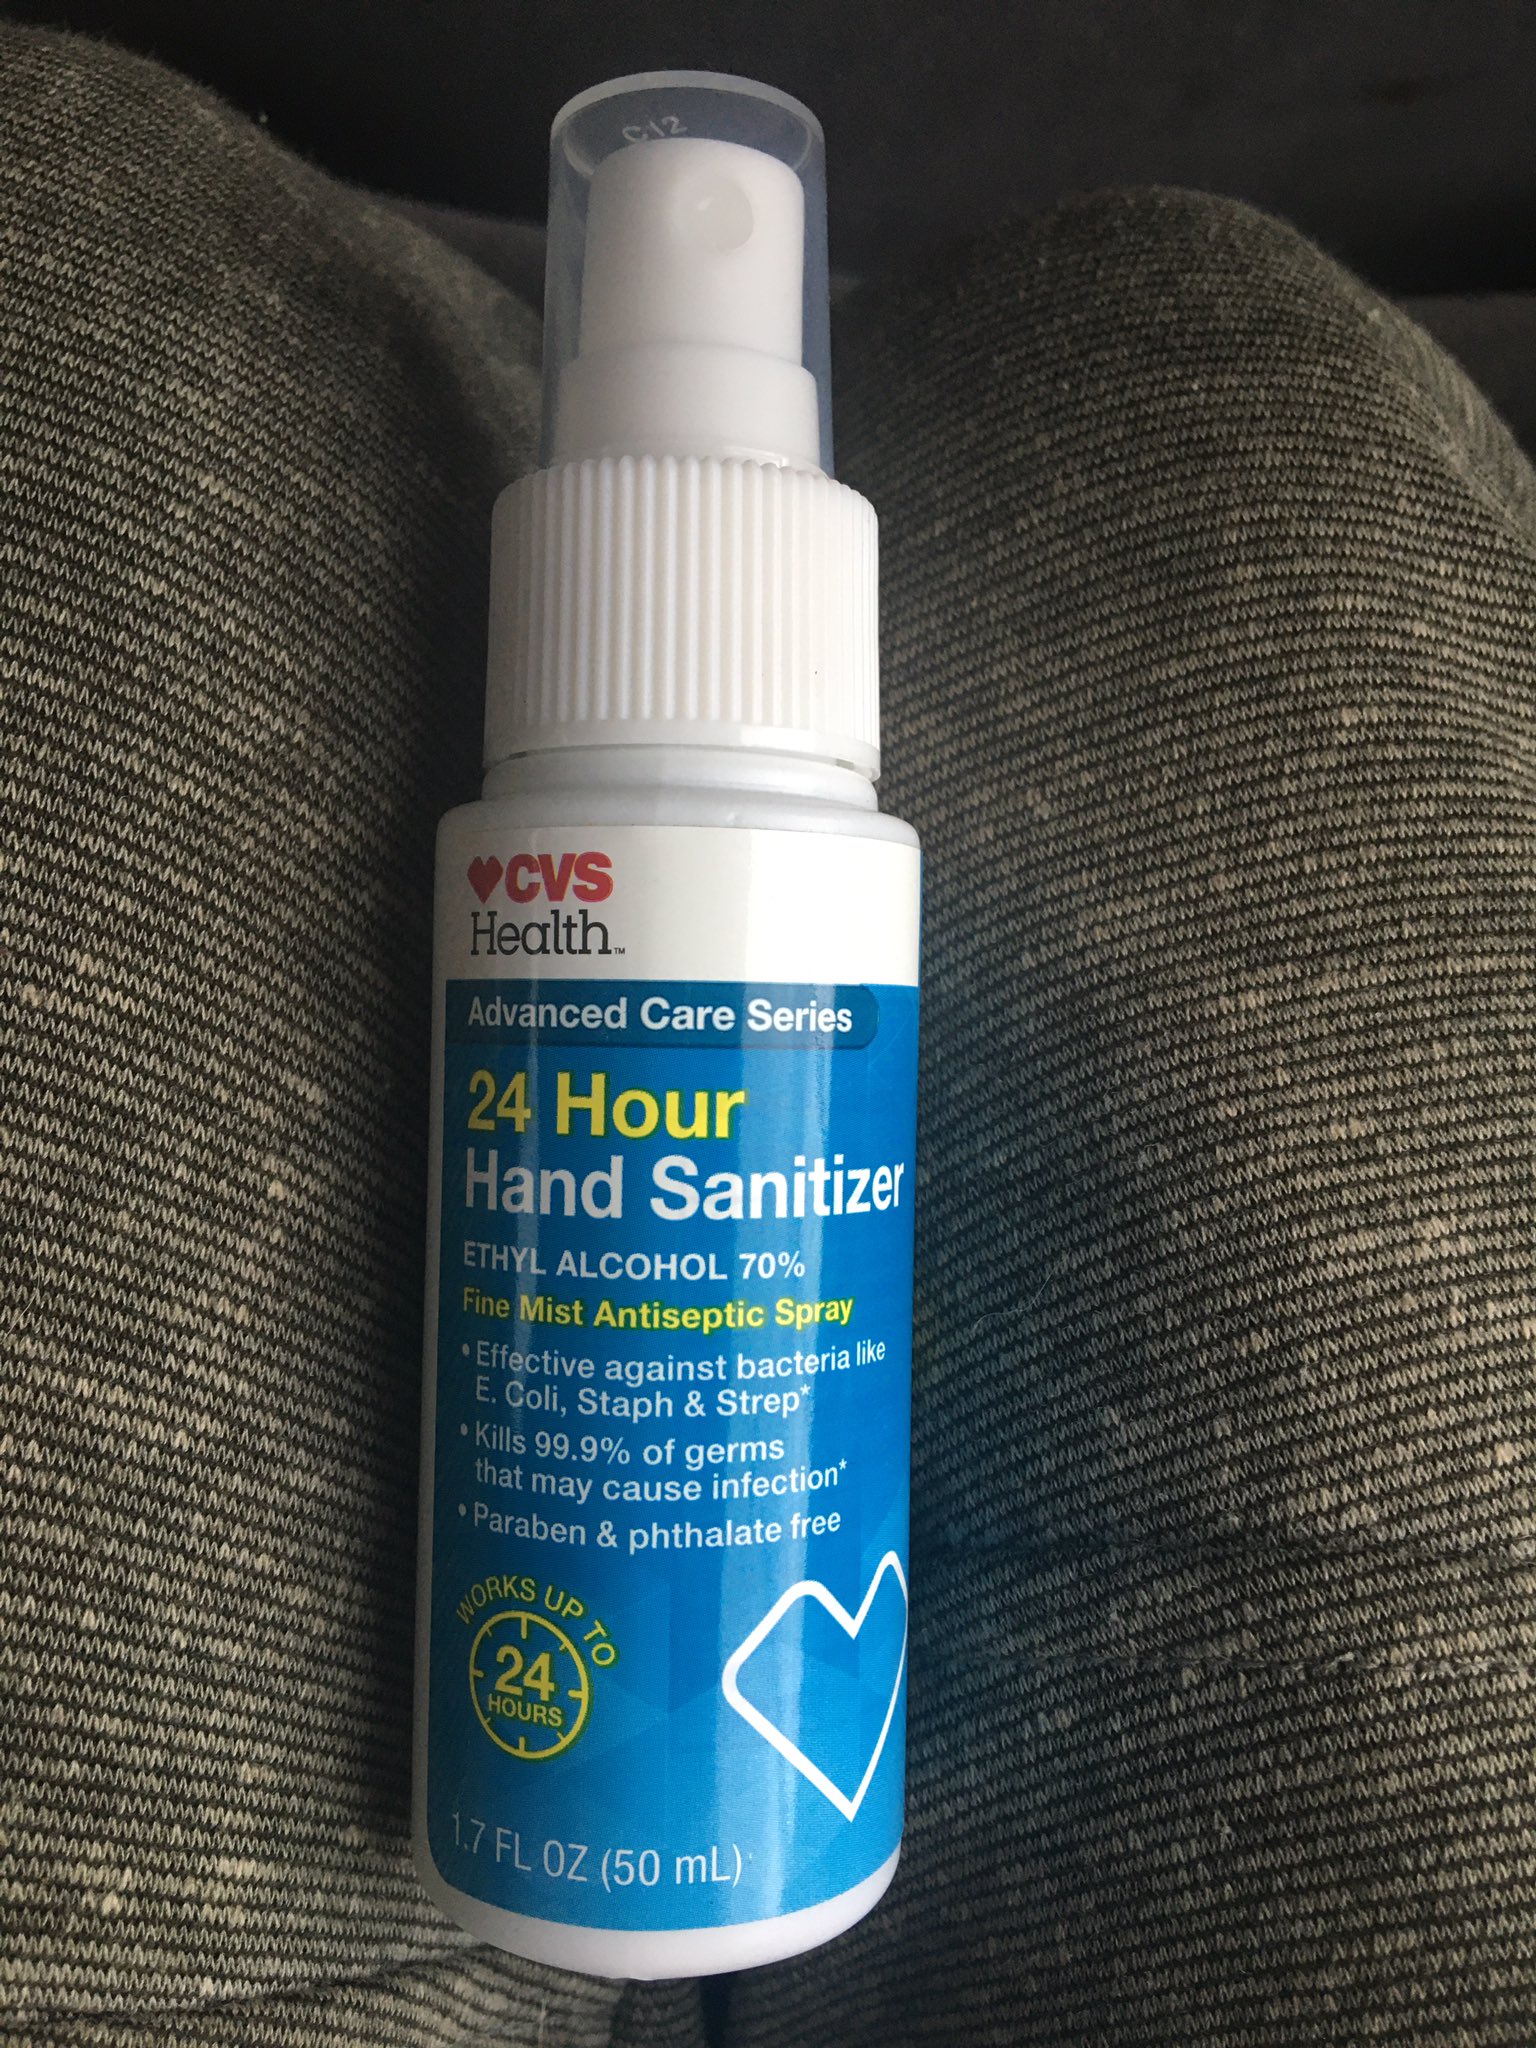 C12
CVS
Health™
Advanced Care Series
24 Hour
Hand Sanitizer
ETHYL ALCOHOL 70%
Fine Mist Antiseptic Spray
• Effective against bacteria like
E. Coli, Staph & Strep*
• Kills 99.9% of germs
that may cause infection*
• Paraben & phthalate free
WORKS UP TO
24
HOURS
1.7 FL OZ (50 mL)